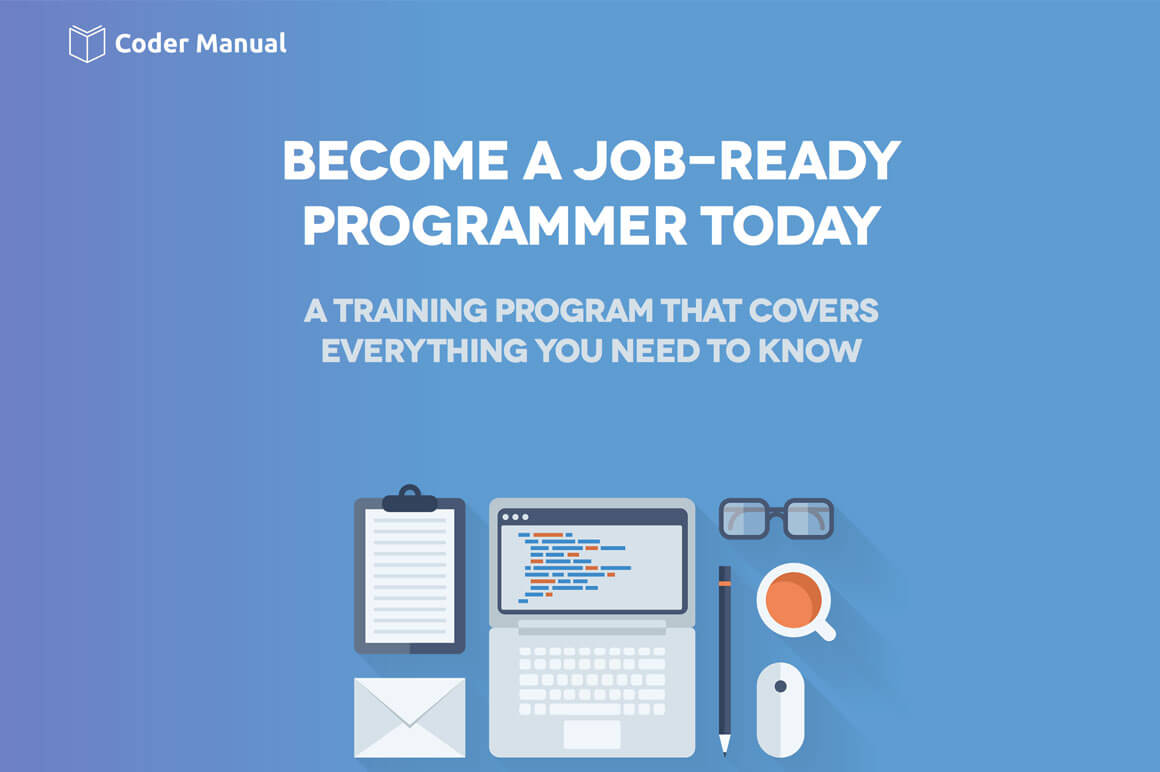 Coder Manual
BECOME A JOB-READY
PROGRAMMER TODAY
A TRAINING PROGRAM THAT COVERS
EVERYTHING YOU NEED TO KNOW